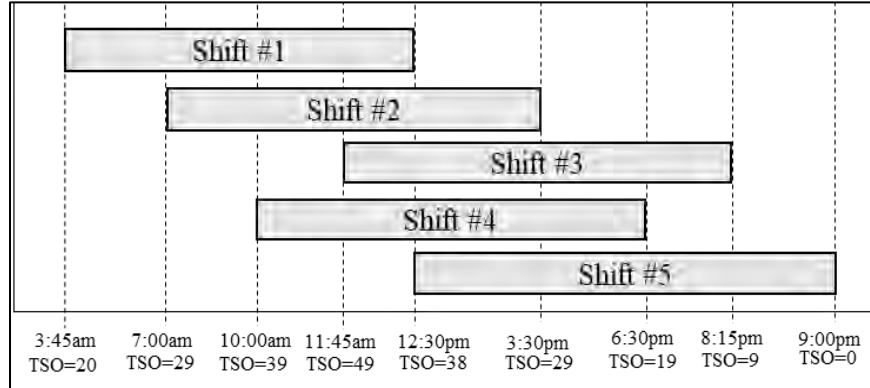 Shift #1
Shift #2
Shift #3
Shift #4
Shift #5
3:45am 7:00am 10:00am 11:45am 12:30pm 3:30pm 6:30pm 8:15pm 9:00pm
TSO=20 TSO=29 TSO=39 TSO=49 TSO=38 TSO=29 TSO=19 TSO=9 TSO=0